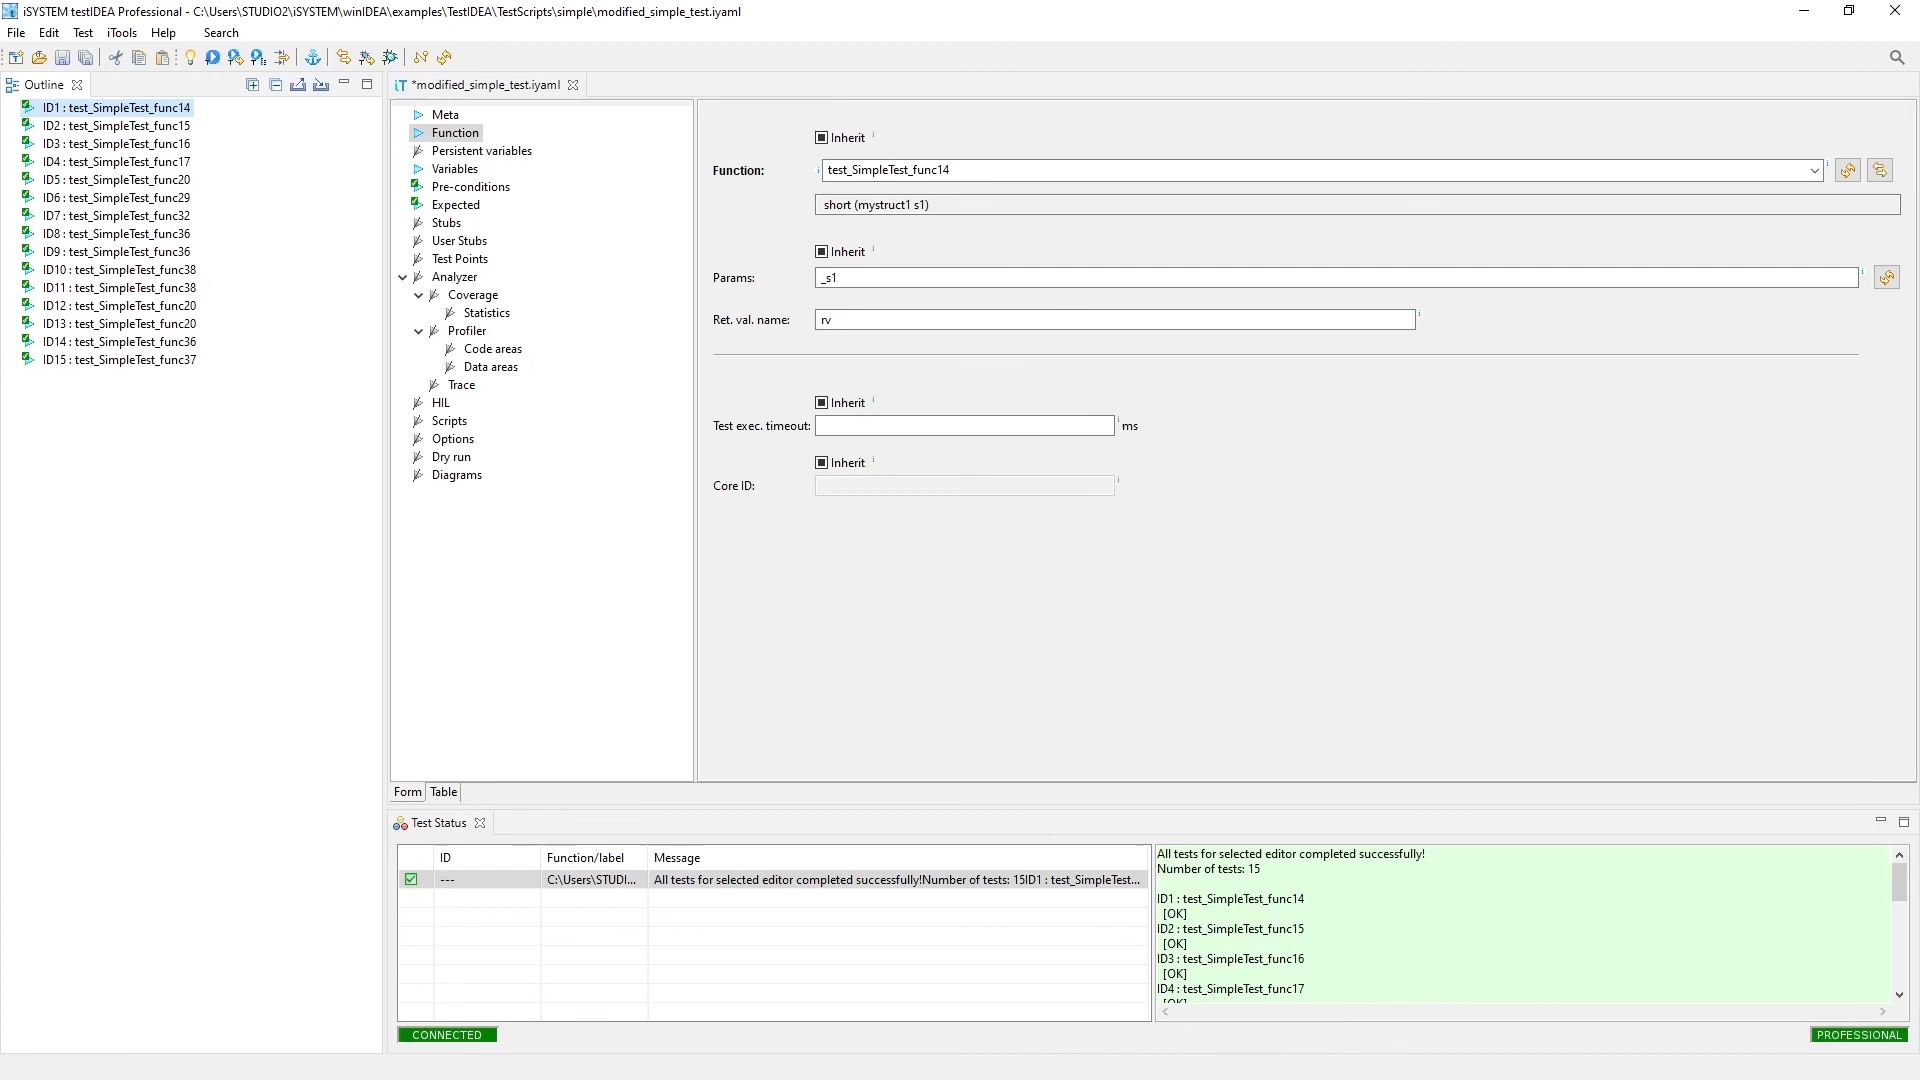 iSYSTEM testIDEA Professional - C:\Users\STUDIO2\iSYSTEM\winIDEA\examples\TestIDEA\TestScripts\simple\modified_simple_test.iyaml
File Edit Test iTools Help Search
Outline
*modified_simple_test.iyaml
ID1 : test_SimpleTest_func14
ID2 : test_SimpleTest_func15
ID3 : test_SimpleTest_func16
ID4 : test_SimpleTest_func17
ID5 : test_SimpleTest_func20
ID6 : test_SimpleTest_func29
ID7 : test_SimpleTest_func32
ID8 : test_SimpleTest_func36
ID9 : test_SimpleTest_func36
ID10 : test_SimpleTest_func38
ID11 : test_SimpleTest_func38
ID12 : test_SimpleTest_func20
ID13 : test_SimpleTest_func20
ID14 : test_SimpleTest_func36
ID15 : test_SimpleTest_func37
Meta
Function
Persistent variables
Variables
Pre-conditions
Expected
Stubs
User Stubs
Test Points
Analyzer
Coverage
Statistics
Profiler
Code areas
Data areas
Trace
HIL
Scripts
Options
Dry run
Diagrams
Inherit
Function: test_SimpleTest_func14
short (mystruct1 s1)
Inherit
Params: _s1
Ret. val. name: rv
Inherit
Test exec. timeout: ms
Inherit
Core ID:
Form Table
Test Status
ID Function/label Message
--- C:\Users\STUDI... All tests for selected editor completed successfully!Number of tests: 15ID1 : test_SimpleTest...
All tests for selected editor completed successfully!
Number of tests: 15
ID1 : test_SimpleTest_func14
[OK]
ID2 : test_SimpleTest_func15
[OK]
ID3 : test_SimpleTest_func16
[OK]
ID4 : test_SimpleTest_func17
[OK]
CONNECTED
PROFESSIONAL